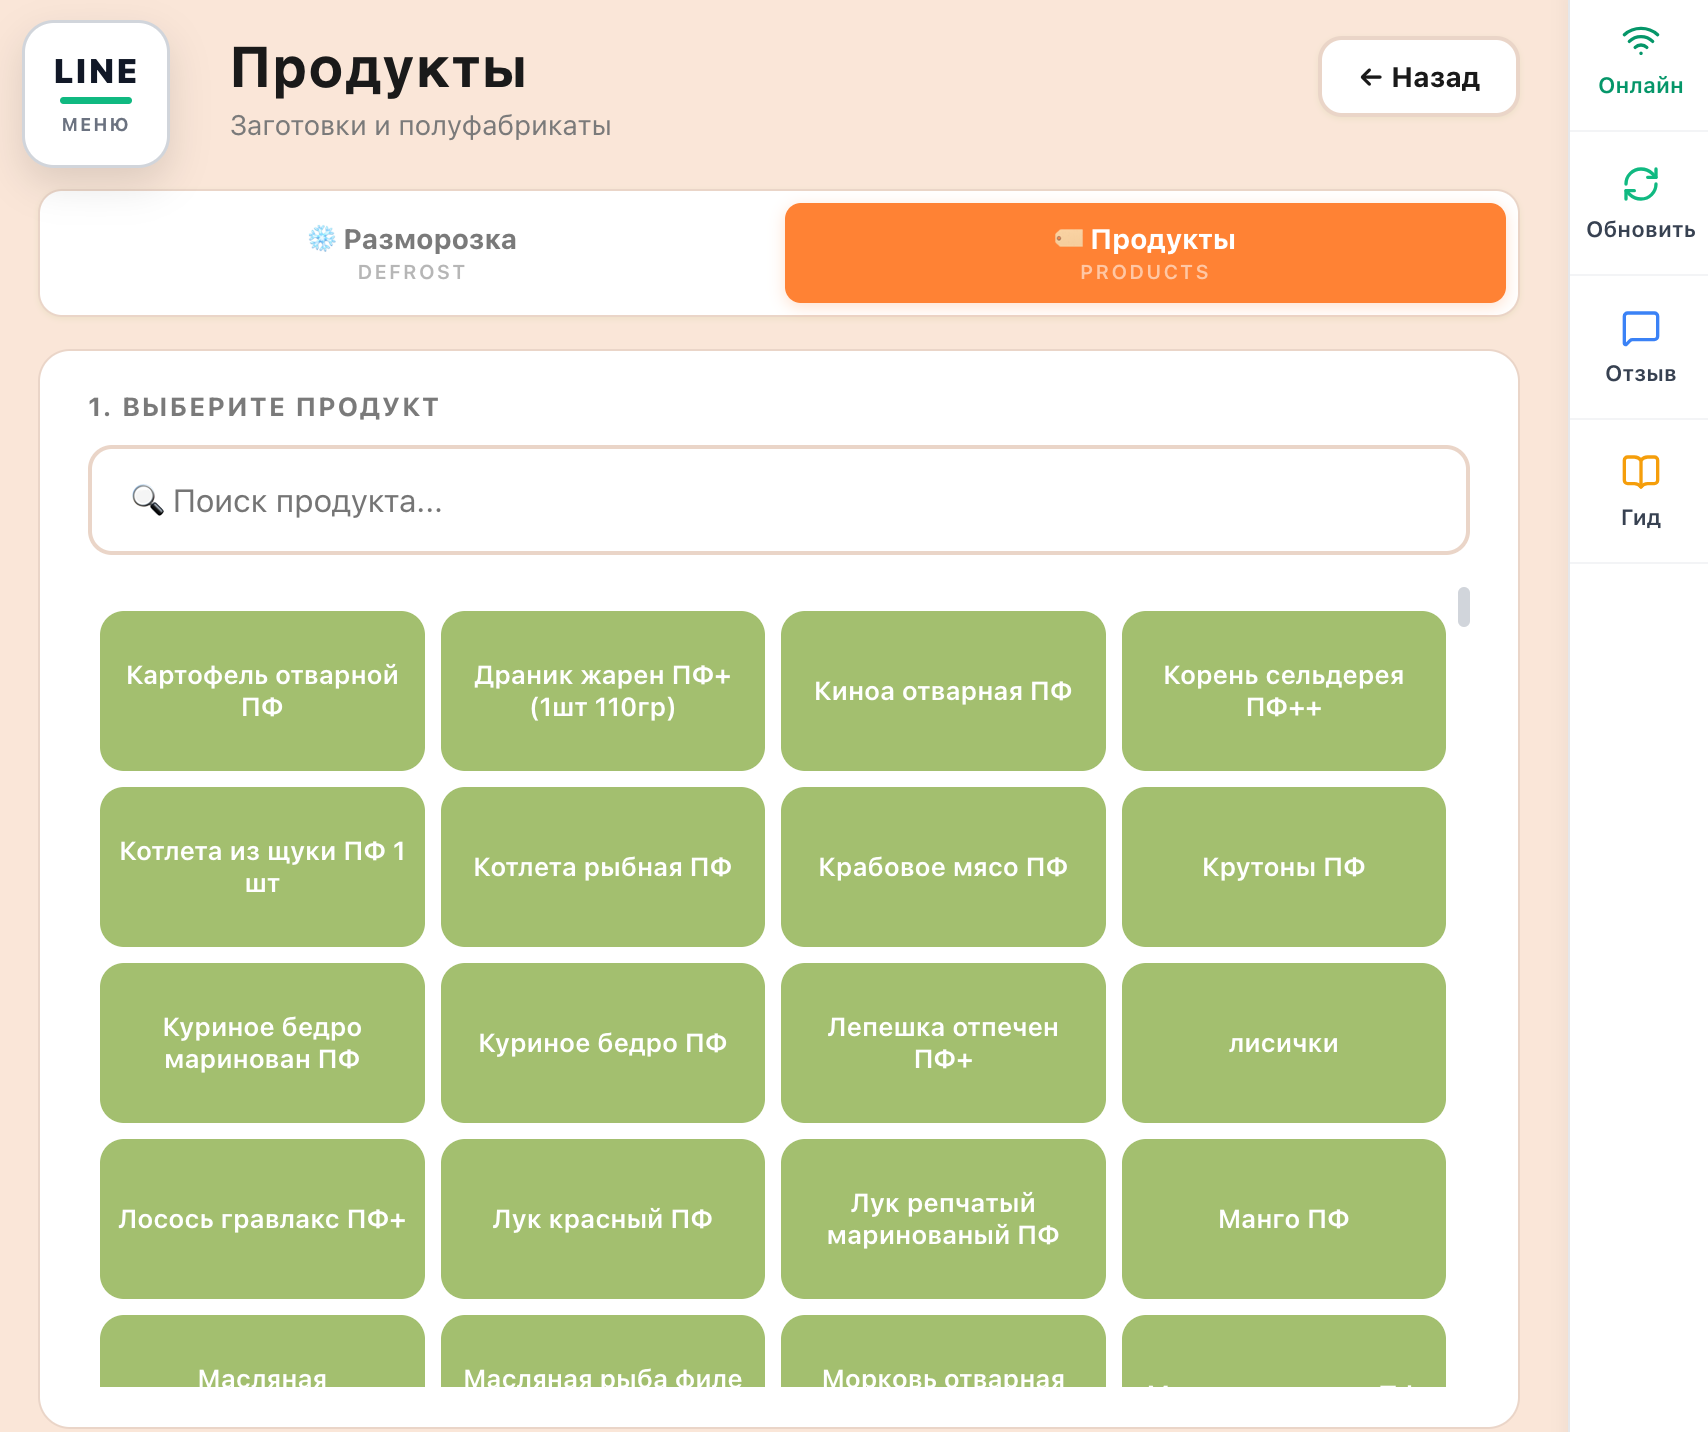 LINE
МЕНЮ
Продукты
Заготовки и полуфабрикаты
← Назад
Онлайн
Обновить
Отзыв
Гид
Разморозка
DEFROST
Продукты
PRODUCTS
1. ВЫБЕРИТЕ ПРОДУКТ
Поиск продукта...
Картофель отварной
ПФ
Драник жарен ПФ+
(1шт 110гр)
Киноа отварная ПФ
Корень сельдерея
ПФ++
Котлета из щуки ПФ 1
шт
Котлета рыбная ПФ
Крабовое мясо ПФ
Крутоны ПФ
Куриное бедро
маринован ПФ
Куриное бедро ПФ
Лепешка отпечен
ПФ+
лисички
Лосось гравлакс ПФ+
Лук красный ПФ
Лук репчатый
маринованый ПФ
Манго ПФ
Масляная
Масляная рыба филе
Морковь отварная